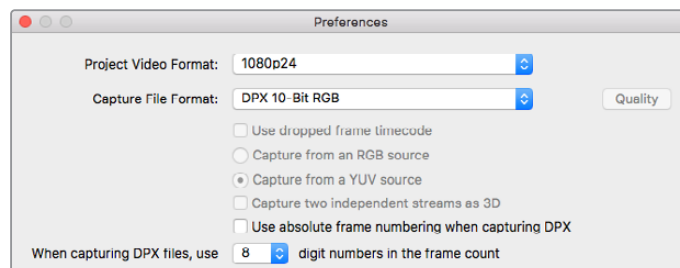 Preferences
Project Video Format: 1080p24
Capture File Format: DPX 10-Bit RGB Quality
Use dropped frame timecode
Capture from an RGB source
Capture from a YUV source
Capture two independent streams as 3D
Use absolute frame numbering when capturing DPX
When capturing DPX files, use 8 digit numbers in the frame count